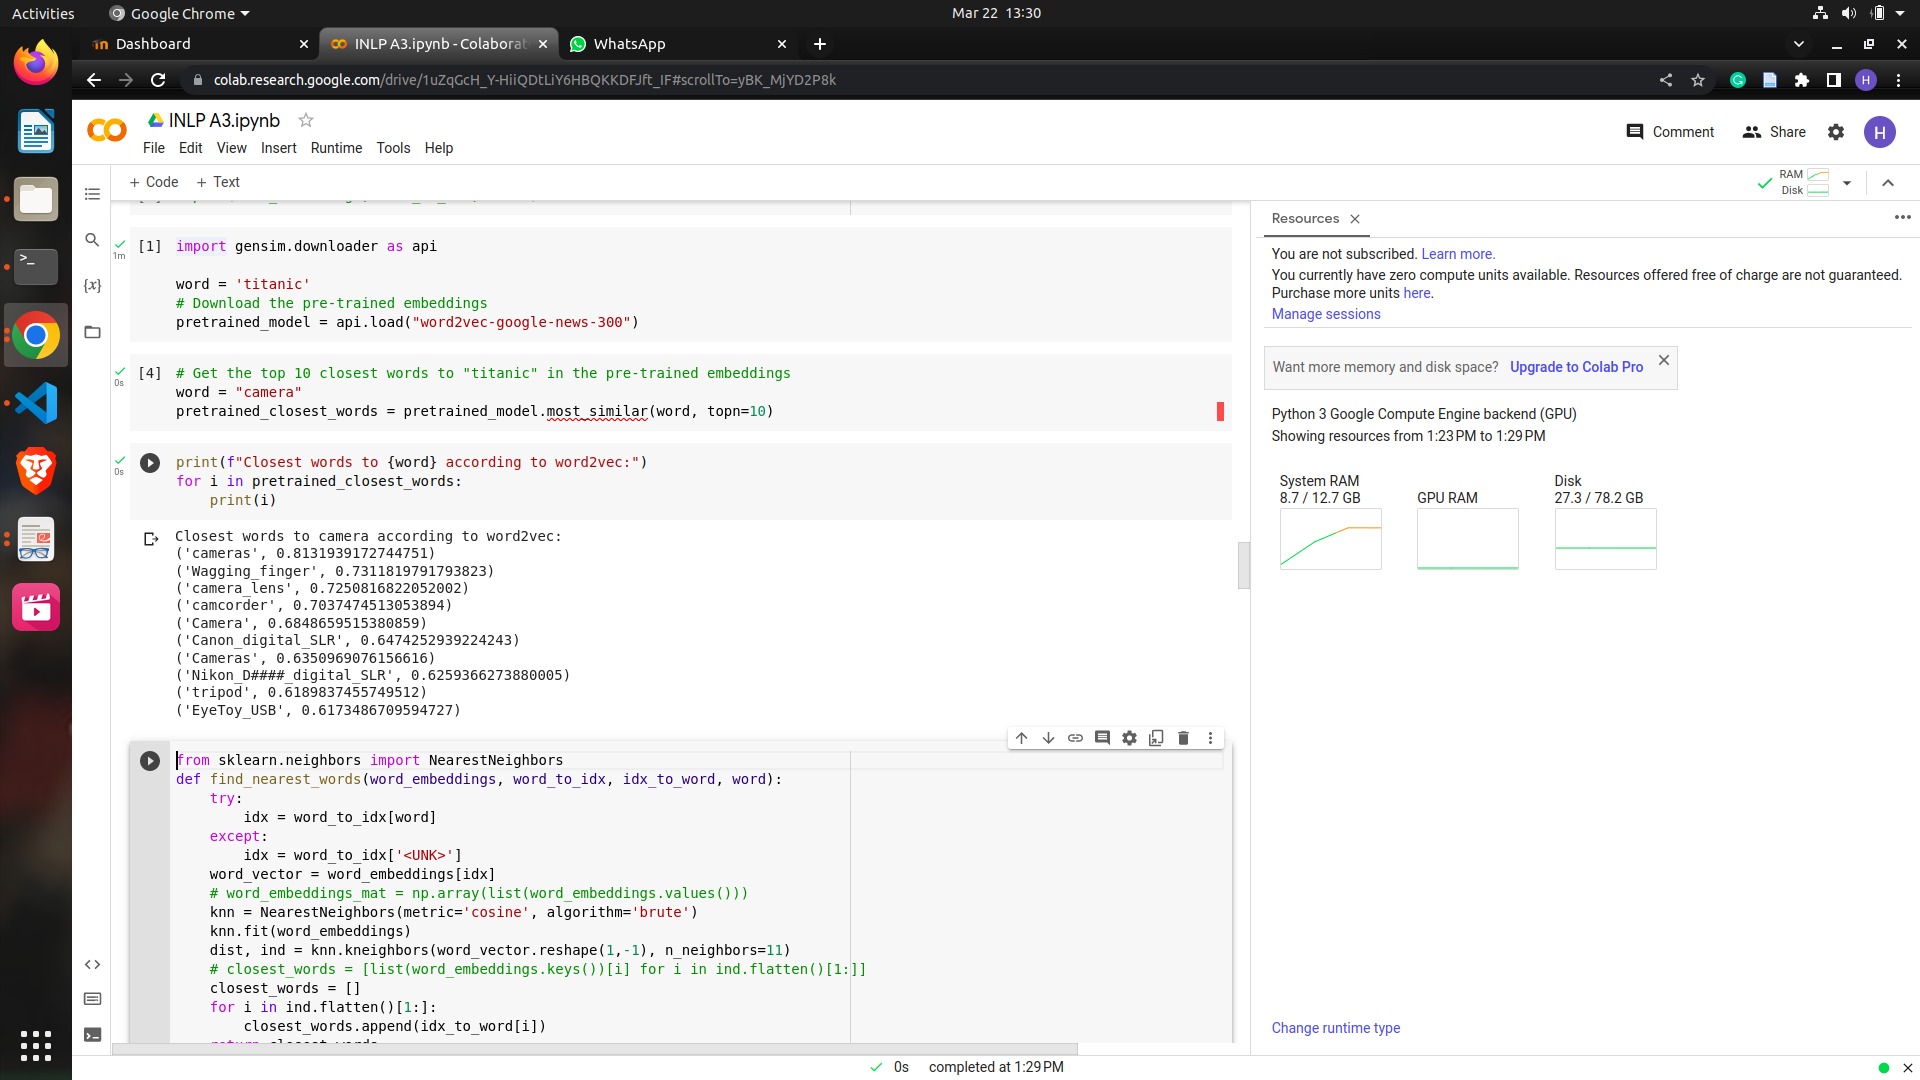 Activities
Google Chrome
Mar 22 13:30
Dashboard
INLP A3.ipynb - Colaborat
WhatsApp
colab.research.google.com/drive/1uZqGcH_Y-HiiQDtLiY6HBQKKDFJft_IF#scrollTo=yBK_MjYD2P8k
INLP A3.ipynb
File Edit View Insert Runtime Tools Help
Comment
Share
H
+ Code + Text
RAM
Disk
[1] import gensim.downloader as api
1m
word = 'titanic'
# Download the pre-trained embeddings
pretrained_model = api.load("word2vec-google-news-300")
[4] # Get the top 10 closest words to "titanic" in the pre-trained embeddings
0s
word = "camera"
pretrained_closest_words = pretrained_model.most_similar(word, topn=10)
print(f"Closest words to {word} according to word2vec:")
0s
for i in pretrained_closest_words:
print(i)
Closest words to camera according to word2vec:
('cameras', 0.8131939172744751)
('Wagging_finger', 0.7311819791793823)
('camera_lens', 0.7250816822052002)
('camcorder', 0.7037474513053894)
('Camera', 0.6848659515380859)
('Canon_digital_SLR', 0.6474252939224243)
('Cameras', 0.6350969076156616)
('Nikon_D####_digital_SLR', 0.6259366273880005)
('tripod', 0.6189837455749512)
('EyeToy_USB', 0.6173486709594727)
from sklearn.neighbors import NearestNeighbors
def find_nearest_words(word_embeddings, word_to_idx, idx_to_word, word):
try:
idx = word_to_idx[word]
except:
idx = word_to_idx['<UNK>']
word_vector = word_embeddings[idx]
# word_embeddings_mat = np.array(list(word_embeddings.values()))
knn = NearestNeighbors(metric='cosine', algorithm='brute')
knn.fit(word_embeddings)
dist, ind = knn.kneighbors(word_vector.reshape(1,-1), n_neighbors=11)
# closest_words = [list(word_embeddings.keys())[i] for i in ind.flatten()[1:]]
closest_words = []
for i in ind.flatten()[1:]:
closest_words.append(idx_to_word[i])
Resources
You are not subscribed. Learn more.
You currently have zero compute units available. Resources offered free of charge are not guaranteed.
Purchase more units here.
Manage sessions
Want more memory and disk space? Upgrade to Colab Pro
Python 3 Google Compute Engine backend (GPU)
Showing resources from 1:23 PM to 1:29 PM
System RAM
8.7 / 12.7 GB
GPU RAM
Disk
27.3 / 78.2 GB
Change runtime type
0s completed at 1:29 PM